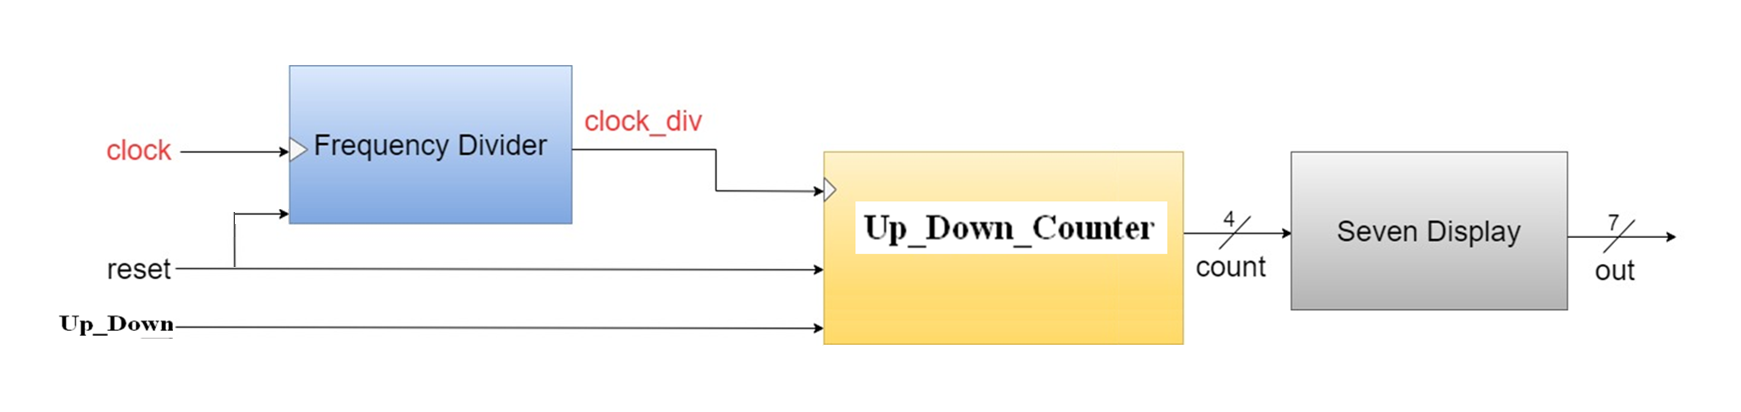 clock
Frequency Divider
clock_div
reset
Up_Down
Up_Down_Counter
4
count
Seven Display
7
out